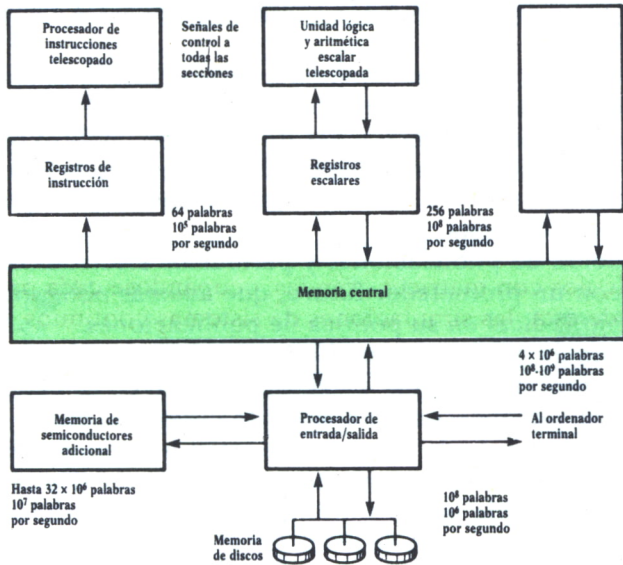 Procesador de
instrucciones
telescopado
Señales de
control a
todas las
secciones
Unidad lógica
y aritmética
escalar
telescopada
Registros de
instrucción
64 palabras
10⁵ palabras
por segundo
Registros
escalares
256 palabras
10⁸ palabras
por segundo
Memoria central
4 × 10⁶ palabras
10⁸-10⁹ palabras
por segundo
Memoria de
semiconductores
adicional
Procesador de
entrada/salida
Al ordenador
terminal
Hasta 32 × 10⁶ palabras
10⁷ palabras
por segundo
10⁸
10⁶ palabras
por segundo
Memoria
de discos